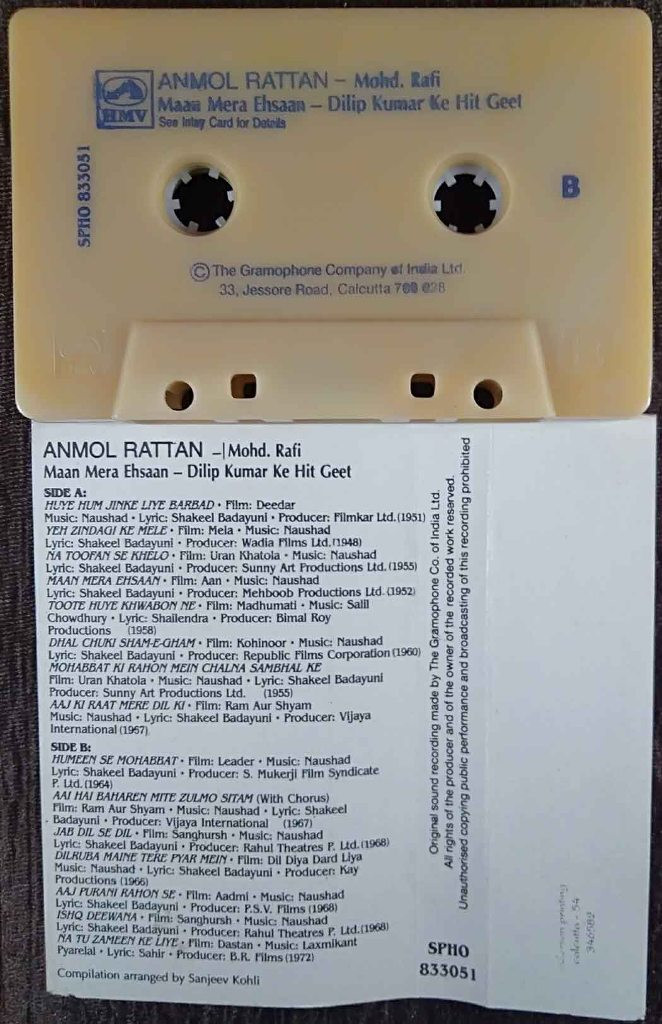 HMV
ANMOL RATTAN – Mohd. Rafi
Maan Mera Ehsaan – Dilip Kumar Ke Hit Geet
See Inlay Card for Details
SPHO 833051
B
© The Gramophone Company of India Ltd.
33, Jessore Road, Calcutta 700 028
ANMOL RATTAN –| Mohd. Rafi
Maan Mera Ehsaan – Dilip Kumar Ke Hit Geet
SIDE A:
HUYE HUM JINKE LIYE BARBAD • Film: Deedar
Music: Naushad • Lyric: Shakeel Badayuni • Producer: Filmkar Ltd. (1951)
YEH ZINDAGI KE MELE • Film: Mela • Music: Naushad
Lyric: Shakeel Badayuni • Producer: Wadia Films Ltd. (1948)
NA TOOFAN SE KHELO • Film: Uran Khatola • Music: Naushad
Lyric: Shakeel Badayuni • Producer: Sunny Art Productions Ltd. (1955)
MAAN MERA EHSAAN • Film: Aan • Music: Naushad
Lyric: Shakeel Badayuni • Producer: Mehboob Productions Ltd. (1952)
TOOTE HUYE KHWABON NE • Film: Madhumati • Music: Salil
Chowdhury • Lyric: Shailendra • Producer: Bimal Roy
Productions (1958)
DHAL CHUKI SHAM-E-GHAM • Film: Kohinoor • Music: Naushad
Lyric: Shakeel Badayuni • Producer: Republic Films Corporation (1960)
MOHABBAT KI RAHON MEIN CHALNA SAMBHAL KE
Film: Uran Khatola • Music: Naushad • Lyric: Shakeel Badayuni
Producer: Sunny Art Productions Ltd. (1955)
AAJ KI RAAT MERE DIL KI • Film: Ram Aur Shyam
Music: Naushad • Lyric: Shakeel Badayuni • Producer: Vijaya
International (1967)
SIDE B:
HUMEEN SE MOHABBAT • Film: Leader • Music: Naushad
Lyric: Shakeel Badayuni • Producer: S. Mukerji Film Syndicate
P. Ltd. (1964)
AAI HAI BAHAREN MITE ZULMO SITAM (With Chorus)
Film: Ram Aur Shyam • Music: Naushad • Lyric: Shakeel
Badayuni • Producer: Vijaya International (1967)
JAB DIL SE DIL • Film: Sanghursh • Music: Naushad
Lyric: Shakeel Badayuni • Producer: Rahul Theatres P. Ltd. (1968)
DILRUBA MAINE TERE PYAR MEIN • Film: Dil Diya Dard Liya
Music: Naushad • Lyric: Shakeel Badayuni • Producer: Kay
Productions (1966)
AAJ PURANI RAHON SE • Film: Aadmi • Music: Naushad
Lyric: Shakeel Badayuni • Producer: P.S.V. Films (1968)
ISHQ DEEWANA • Film: Sanghursh • Music: Naushad
Lyric: Shakeel Badayuni • Producer: Rahul Theatres P. Ltd. (1968)
NA TU ZAMEEN KE LIYE • Film: Dastan • Music: Laxmikant
Pyarelal • Lyric: Sahir • Producer: B.R. Films (1972)
Compilation arranged by Sanjeev Kohli
Original sound recording made by The Gramophone Co. of India Ltd.
All rights of the producer and of the owner of the recorded work reserved.
Unauthorised copying public performance and broadcasting of this recording prohibited
SPHO
833051
printing
calcutta - 54